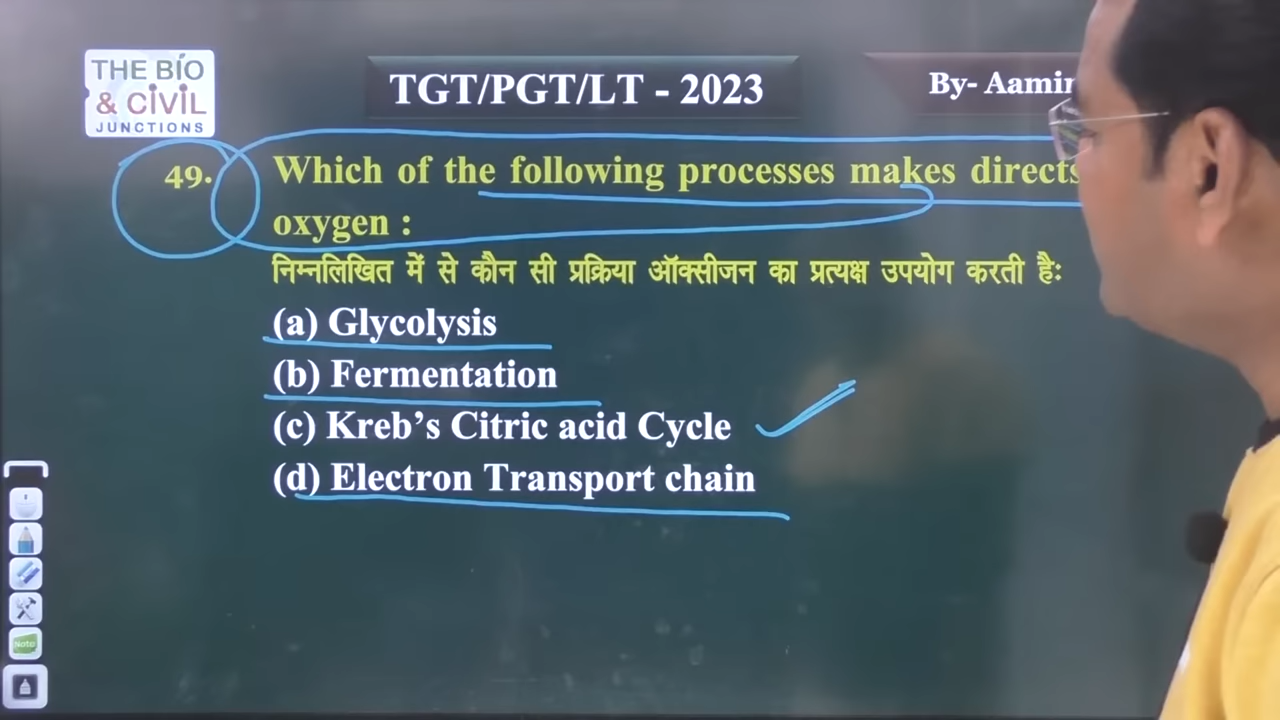 THE BIO
& CIVIL
JUNCTIONS
TGT/PGT/LT - 2023
By- Aamir
49. Which of the following processes makes directs
oxygen :
निम्नलिखित में से कौन सी प्रक्रिया ऑक्सीजन का प्रत्यक्ष उपयोग करती हैः
(a) Glycolysis
(b) Fermentation
(c) Kreb's Citric acid Cycle
(d) Electron Transport chain
Note